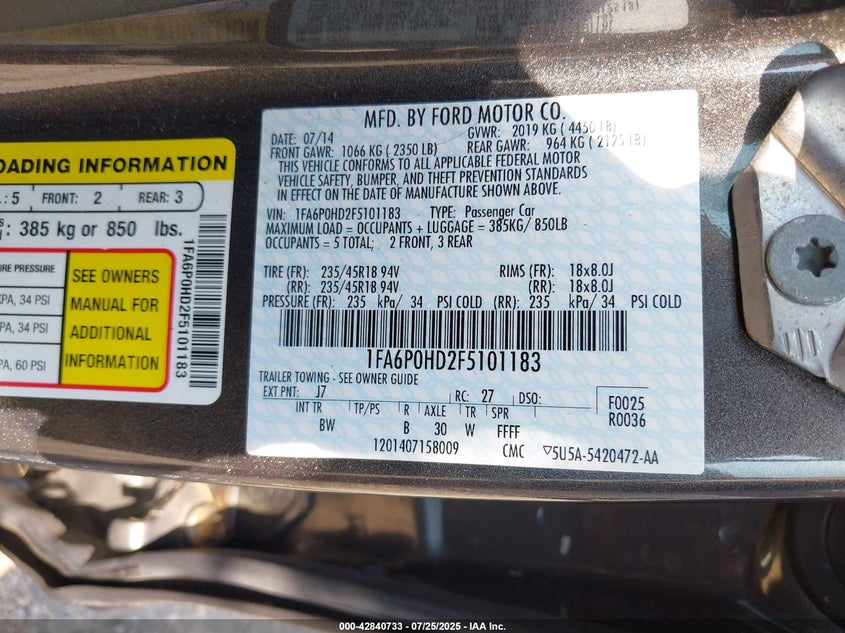 LOADING INFORMATION
: 5 FRONT: 2 REAR: 3
: 385 kg or 850 lbs.
TIRE PRESSURE
KPA, 34 PSI
KPA, 34 PSI
KPA, 60 PSI
SEE OWNERS
MANUAL FOR
ADDITIONAL
INFORMATION
1FA6P0HD2F5101183
MFD. BY FORD MOTOR CO.
DATE: 07/14 GVWR: 2019 KG ( 4450 LB)
FRONT GAWR: 1066 KG ( 2350 LB) REAR GAWR: 964 KG ( 2125 LB)
THIS VEHICLE CONFORMS TO ALL APPLICABLE FEDERAL MOTOR
VEHICLE SAFETY, BUMPER, AND THEFT PREVENTION STANDARDS
IN EFFECT ON THE DATE OF MANUFACTURE SHOWN ABOVE.
VIN: 1FA6P0HD2F5101183 TYPE: Passenger Car
MAXIMUM LOAD = OCCUPANTS + LUGGAGE = 385KG/ 850LB
OCCUPANTS = 5 TOTAL; 2 FRONT, 3 REAR
TIRE (FR): 235/45R18 94V RIMS (FR): 18x8.0J
(RR): 235/45R18 94V (RR): 18x8.0J
PRESSURE (FR): 235 kPa/ 34 PSI COLD (RR): 235 kPa/ 34 PSI COLD
1FA6P0HD2F5101183
TRAILER TOWING - SEE OWNER GUIDE
EXT PNT: J7 RC: 27 DSO: F0025
INT TR TP/PS R AXLE TR SPR R0036
BW B 30 W FFFF
1201407158009 CMC ▽5U5A-5420472-AA
000-42840733 / 07/25/2025 - IAA Inc.